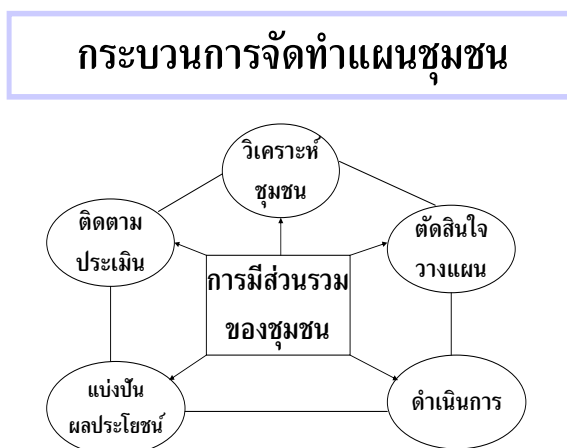 กระบวนการจัดทำแผนชุมชน
วิเคราะห์
ชุมชน
ติดตาม
ประเมิน
ตัดสินใจ
วางแผน
การมีส่วนรวม
ของชุมชน
แบ่งปัน
ผลประโยชน์
ดำเนินการ